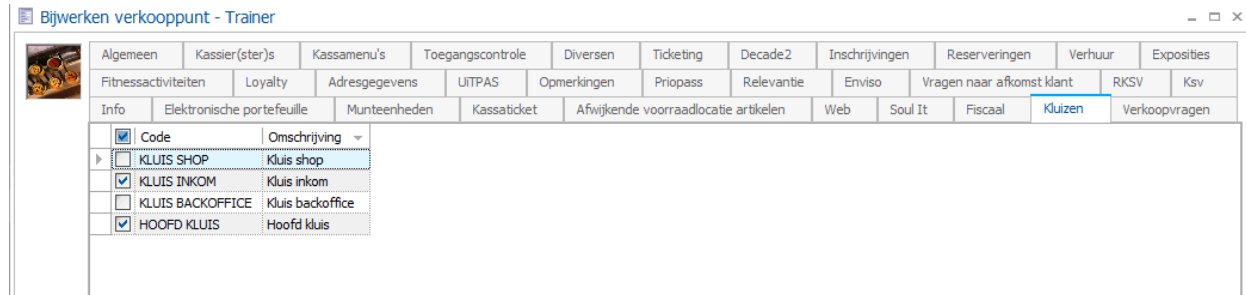 Bijwerken verkooppunt - Trainer
Algemeen Kassier(ster)s Kassamenu's Toegangscontrole Diversen Ticketing Decade2 Inschrijvingen Reserveringen Verhuur Exposities
Fitnessactiviteiten Loyalty Adresgegevens UiTPAS Opmerkingen Priopass Relevantie Enviso Vragen naar afkomst klant RKSV Ksv
Info Elektronische portefeuille Munteenheden Kassaticket Afwijkende voorraadlocatie artikelen Web Soul It Fiscaal Kluizen Verkoopvragen
Code Omschrijving
KLUIS SHOP Kluis shop
KLUIS INKOM Kluis inkom
KLUIS BACKOFFICE Kluis backoffice
HOOFD KLUIS Hoofd kluis